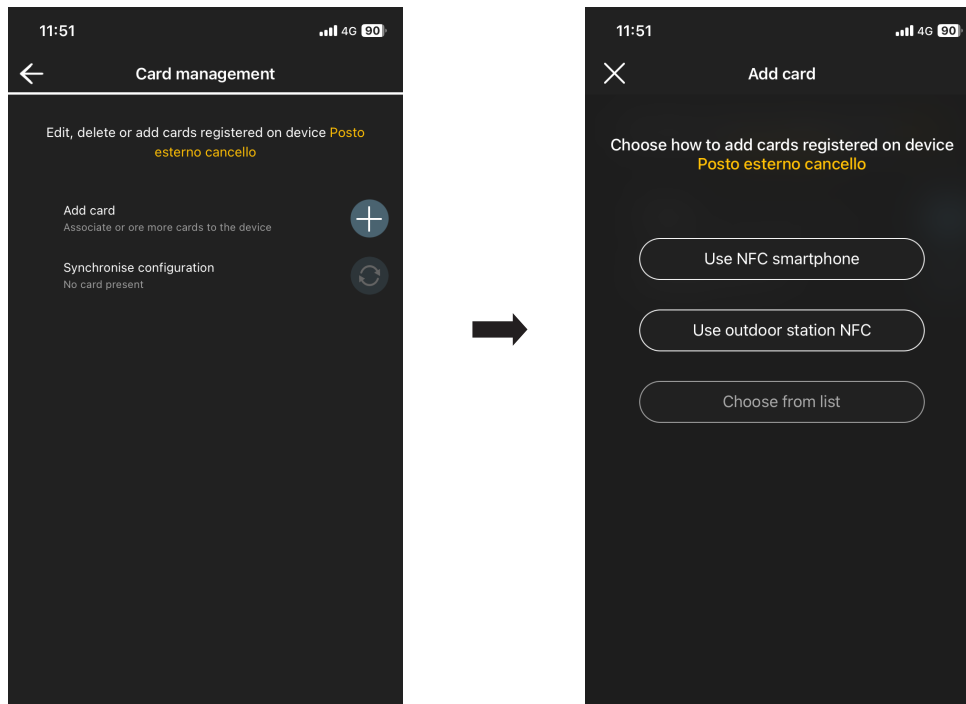 11:51
4G 90
Card management
Edit, delete or add cards registered on device Posto
esterno cancello
Add card
Associate or ore more cards to the device
Synchronise configuration
No card present
11:51
4G 90
Add card
Choose how to add cards registered on device
Posto esterno cancello
Use NFC smartphone
Use outdoor station NFC
Choose from list